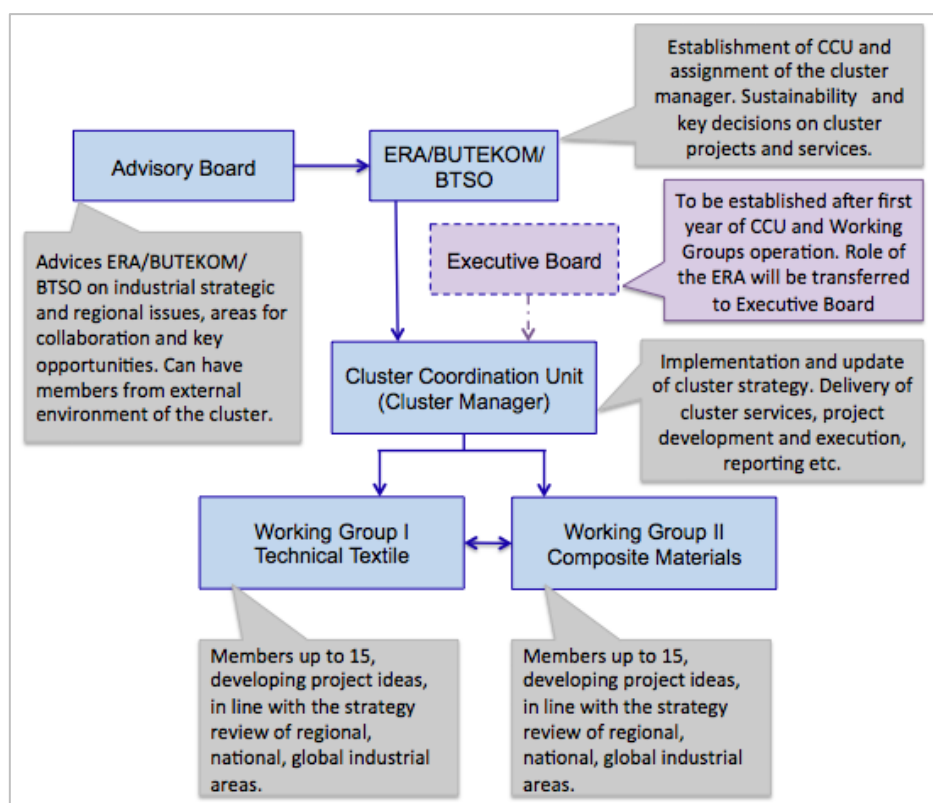 Establishment of CCU and
assignment of the cluster
manager. Sustainability and
key decisions on cluster
projects and services.
Advisory Board
ERA/BUTEKOM/
BTSO
To be established after first
year of CCU and Working
Groups operation. Role of
the ERA will be transferred
to Executive Board
Executive Board
Advices ERA/BUTEKOM/
BTSO on industrial strategic
and regional issues, areas for
collaboration and key
opportunities. Can have
members from external
environment of the cluster.
Cluster Coordination Unit
(Cluster Manager)
Implementation and update
of cluster strategy. Delivery of
cluster services, project
development and execution,
reporting etc.
Working Group I
Technical Textile
Working Group II
Composite Materials
Members up to 15,
developing project ideas,
in line with the strategy
review of regional,
national, global industrial
areas.
Members up to 15,
developing project ideas,
in line with the strategy
review of regional,
national, global industrial
areas.